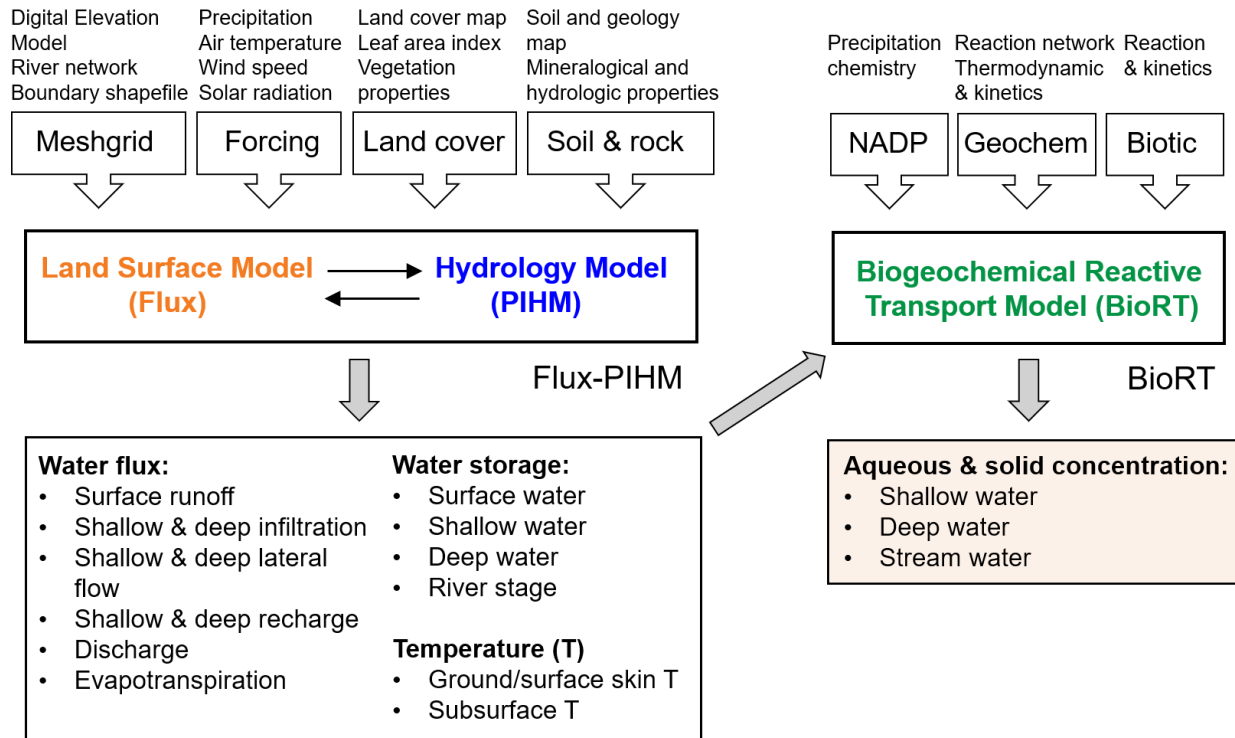 Digital Elevation
Model
River network
Boundary shapefile
Precipitation
Air temperature
Wind speed
Solar radiation
Land cover map
Leaf area index
Vegetation
properties
Soil and geology
map
Mineralogical and
hydrologic properties
Precipitation
chemistry
Reaction network
Thermodynamic
& kinetics
Reaction
& kinetics
Meshgrid
Forcing
Land cover
Soil & rock
NADP
Geochem
Biotic
Land Surface Model
(Flux)
Hydrology Model
(PIHM)
Biogeochemical Reactive
Transport Model (BioRT)
Flux-PIHM
BioRT
Water flux:
• Surface runoff
• Shallow & deep infiltration
• Shallow & deep lateral
flow
• Shallow & deep recharge
• Discharge
• Evapotranspiration
Water storage:
• Surface water
• Shallow water
• Deep water
• River stage
Temperature (T)
• Ground/surface skin T
• Subsurface T
Aqueous & solid concentration:
• Shallow water
• Deep water
• Stream water